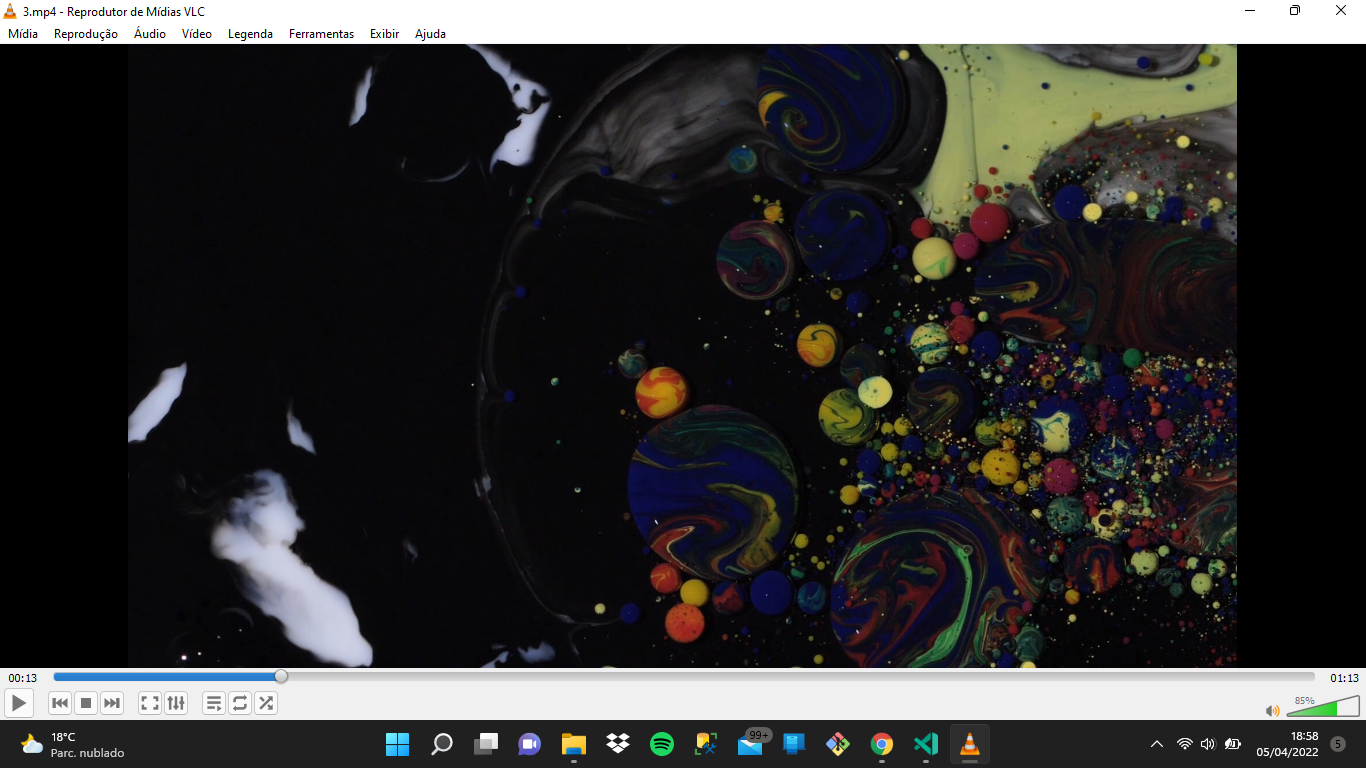 3.mp4 - Reprodutor de Mídias VLC
Mídia Reprodução Áudio Vídeo Legenda Ferramentas Exibir Ajuda
00:13 01:13
85%
18°C
Parc. nublado
99+
18:58
05/04/2022
5